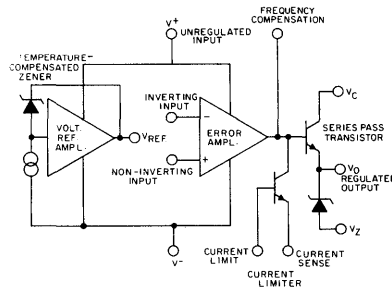 FREQUENCY
COMPENSATION
V+
UNREGULATED
INPUT
TEMPERATURE-
COMPENSATED
ZENER
INVERTING
INPUT
VOLT.
REF.
AMPL.
VREF
ERROR
AMPL.
NON-INVERTING
INPUT
VC
SERIES PASS
TRANSISTOR
VO
REGULATED
OUTPUT
VZ
V-
CURRENT
LIMIT
CURRENT
SENSE
CURRENT
LIMITER